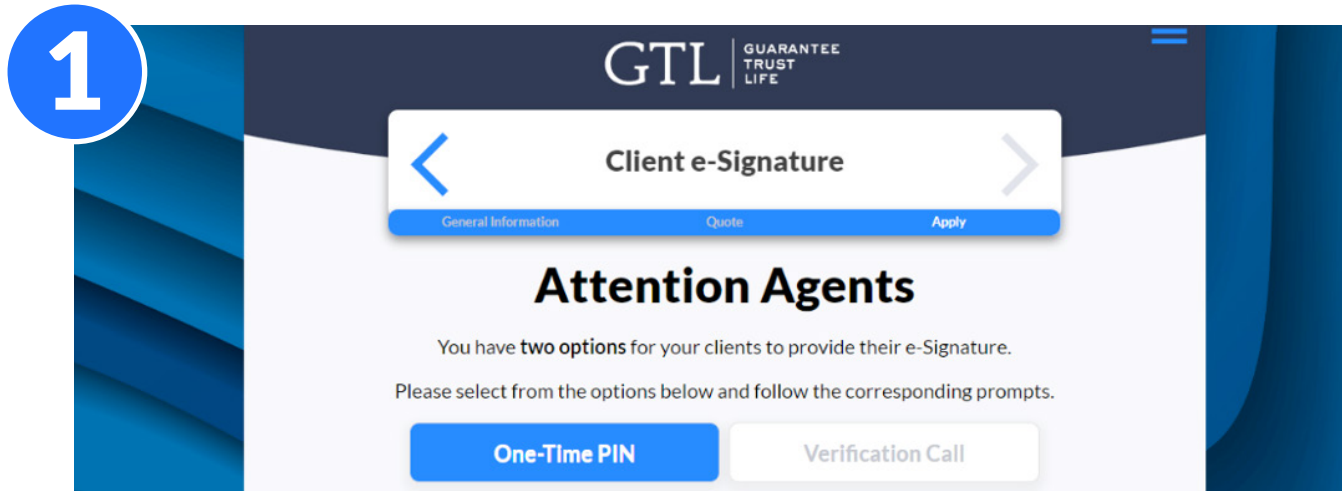 1
GTL GUARANTEE
TRUST
LIFE
Client e-Signature
General Information Quote Apply
Attention Agents
You have two options for your clients to provide their e-Signature.
Please select from the options below and follow the corresponding prompts.
One-Time PIN Verification Call